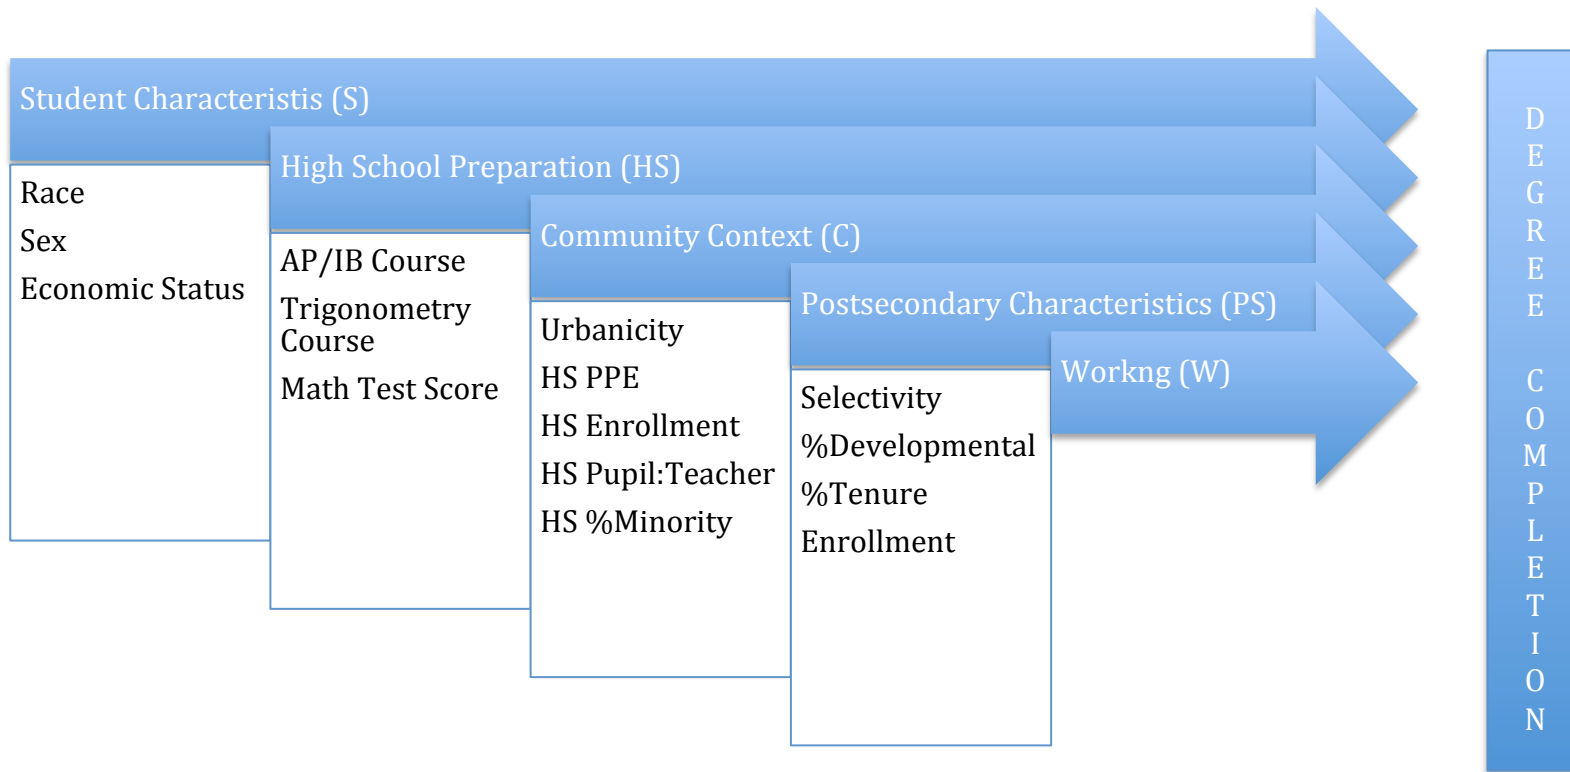 Student Characteristis (S)
Race
Sex
Economic Status
High School Preparation (HS)
AP/IB Course
Trigonometry
Course
Math Test Score
Community Context (C)
Urbanicity
HS PPE
HS Enrollment
HS Pupil:Teacher
HS %Minority
Postsecondary Characteristics (PS)
Selectivity
%Developmental
%Tenure
Enrollment
Workng (W)
DEGREE COMPLETION